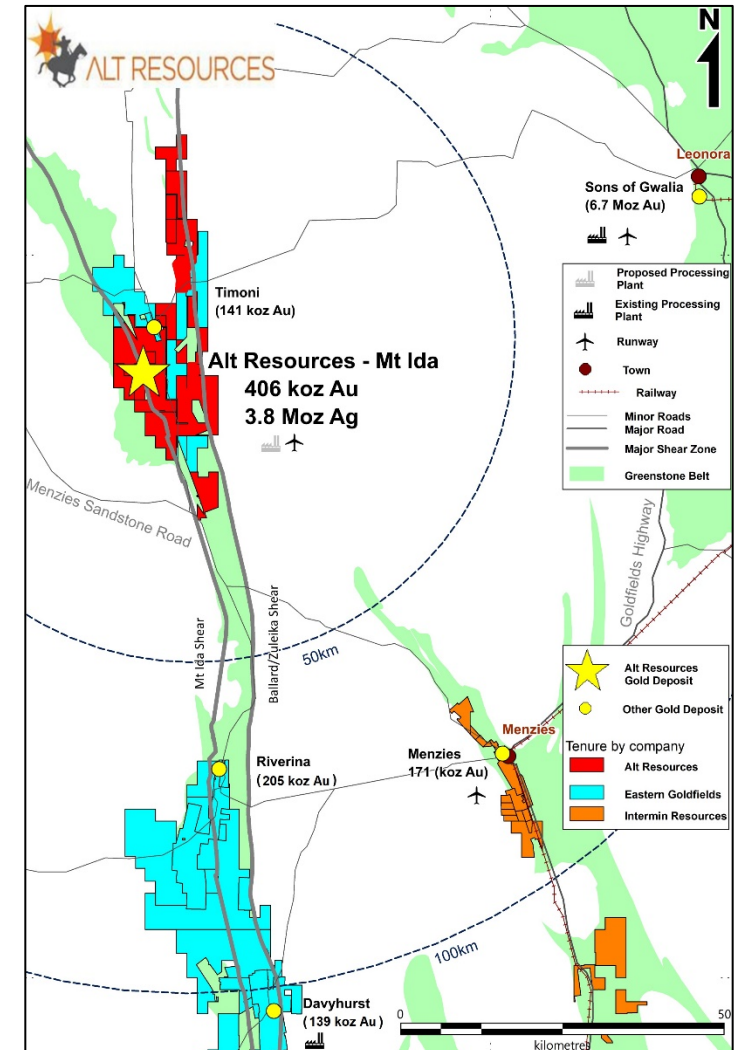 ALT RESOURCES
N
Leonora
Sons of Gwalia
(6.7 Moz Au)
Timoni
(141 koz Au)
Alt Resources - Mt Ida
406 koz Au
3.8 Moz Ag
Proposed Processing
Plant
Existing Processing
Plant
Runway
Town
Railway
Minor Roads
Major Road
Major Shear Zone
Greenstone Belt
Menzies Sandstone Road
Goldfields Highway
Mt Ida Shear
Ballard/Zuleika Shear
50km
Alt Resources
Gold Deposit
Other Gold Deposit
Tenure by company
Alt Resources
Eastern Goldfields
Intermin Resources
Menzies
Menzies
171 (koz Au)
Riverina
(205 koz Au)
100km
Davyhurst
(139 koz Au)
0
50
kilometres